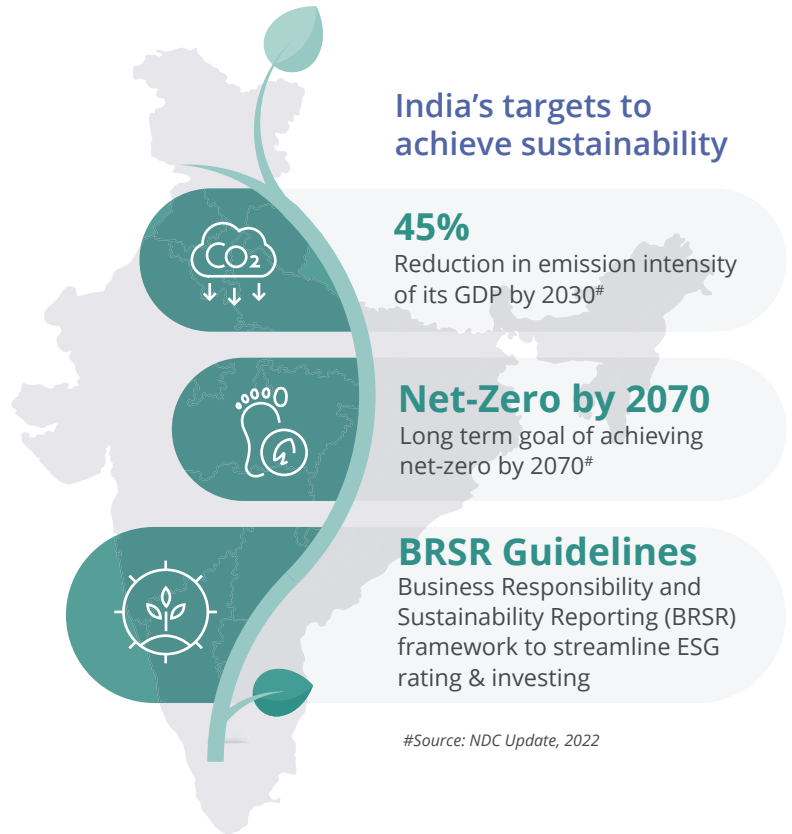 India’s targets to
achieve sustainability
CO2
45%
Reduction in emission intensity
of its GDP by 2030#
Net-Zero by 2070
Long term goal of achieving
net-zero by 2070#
BRSR Guidelines
Business Responsibility and
Sustainability Reporting (BRSR)
framework to streamline ESG
rating & investing
#Source: NDC Update, 2022